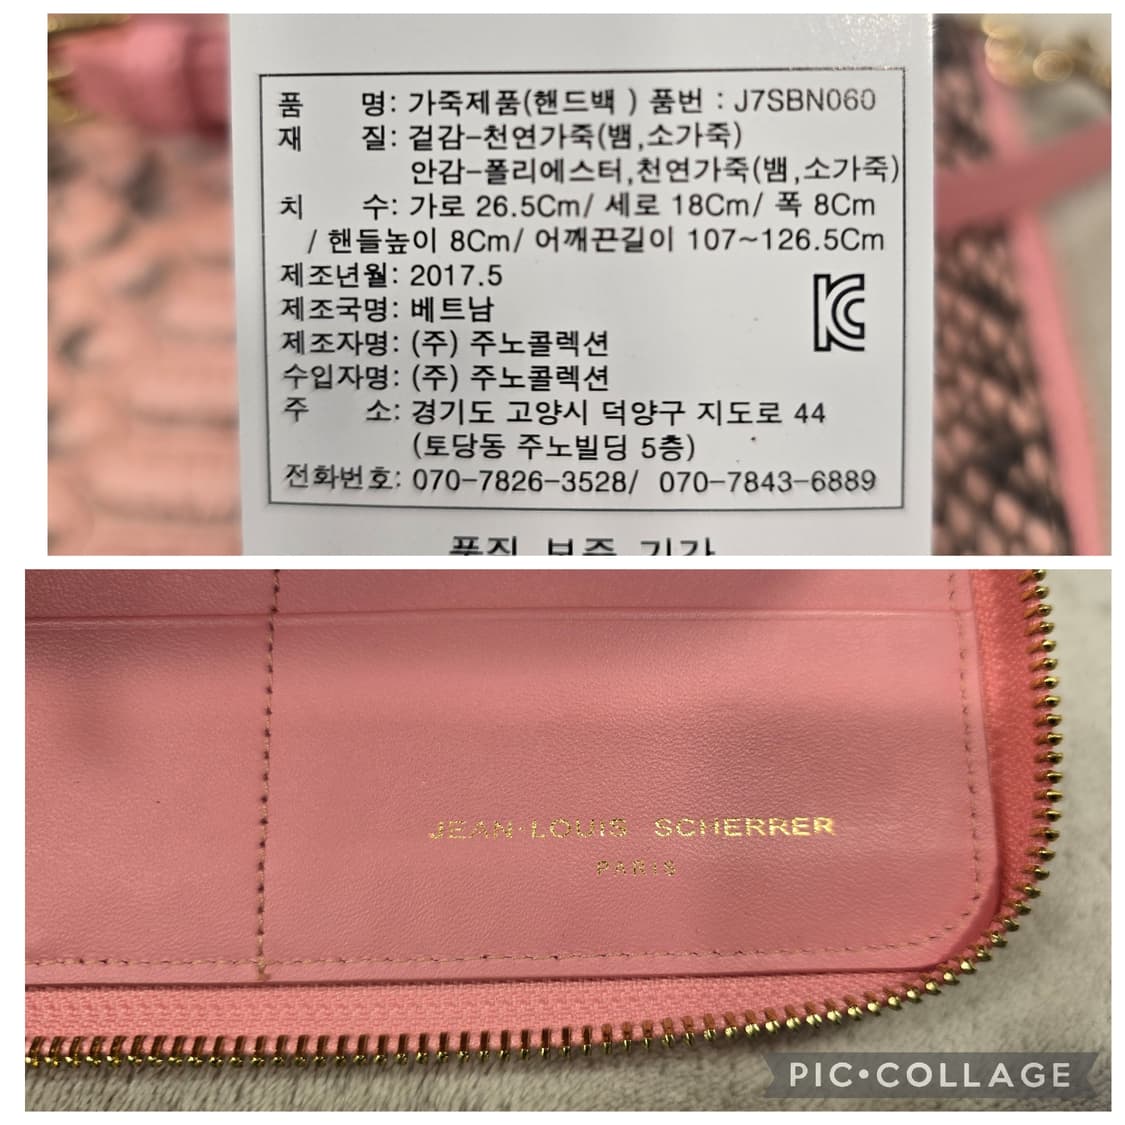 품 명: 가죽제품(핸드백 ) 품번 : J7SBN060
재 질: 겉감-천연가죽(뱀,소가죽)
안감-폴리에스터,천연가죽(뱀,소가죽)
치 수: 가로 26.5Cm/ 세로 18Cm/ 폭 8Cm
/ 핸들높이 8Cm/ 어깨끈길이 107~126.5Cm
제조년월: 2017.5
제조국명: 베트남
제조자명: (주) 주노콜렉션
수입자명: (주) 주노콜렉션
주 소: 경기도 고양시 덕양구 지도로 44
(토당동 주노빌딩 5층)
전화번호: 070-7826-3528/ 070-7843-6889
품질 보증 기간
JEAN·LOUIS SCHERRER
PARIS
PIC•COLLAGE